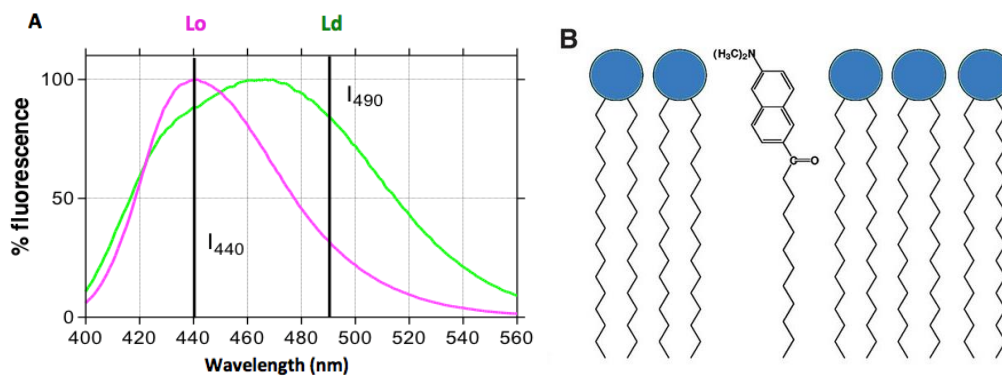 A
Lo
Ld
% fluorescence
100
50
0
I440
I490
400 420 440 460 480 500 520 540 560
Wavelength (nm)
B
(H3C)2N
C=O